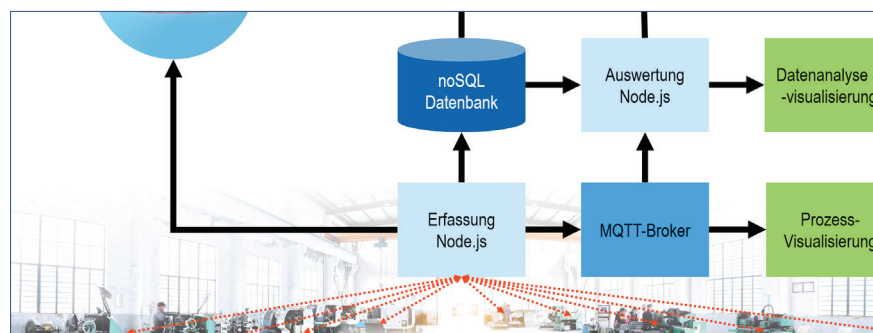 noSQL
Datenbank
Auswertung
Node.js
Datenanalyse
-visualisierung
Erfassung
Node.js
MQTT-Broker
Prozess-
Visualisierung